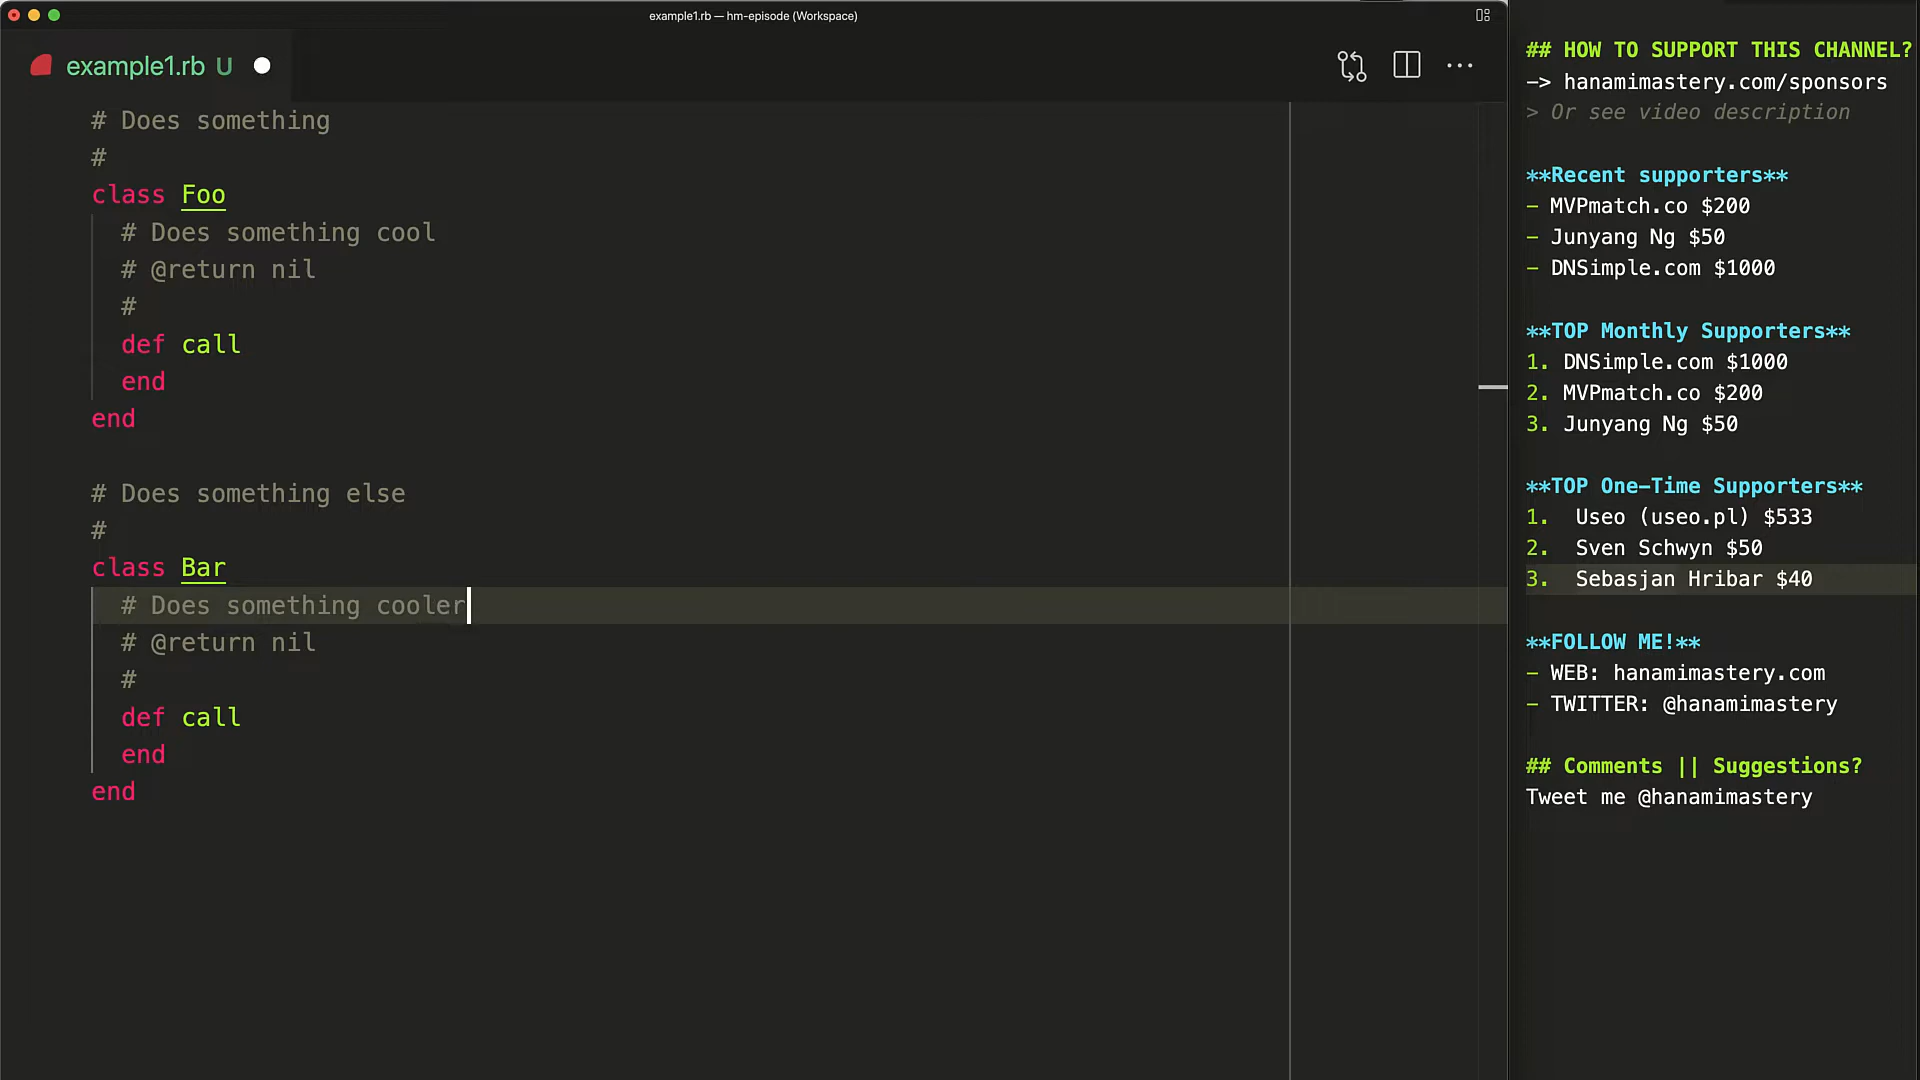 example1.rb — hm-episode (Workspace)
example1.rb U
# Does something
#
class Foo
# Does something cool
# @return nil
#
def call
end
end
# Does something else
#
class Bar
# Does something cooler
# @return nil
#
def call
end
end
## HOW TO SUPPORT THIS CHANNEL?
—> hanamimastery.com/sponsors
> Or see video description
**Recent supporters**
- MVPmatch.co $200
- Junyang Ng $50
- DNSimple.com $1000
**TOP Monthly Supporters**
1. DNSimple.com $1000
2. MVPmatch.co $200
3. Junyang Ng $50
**TOP One-Time Supporters**
1. Useo (useo.pl) $533
2. Sven Schwyn $50
3. Sebasjan Hribar $40
**FOLLOW ME!**
- WEB: hanamimastery.com
- TWITTER: @hanamimastery
## Comments || Suggestions?
Tweet me @hanamimastery